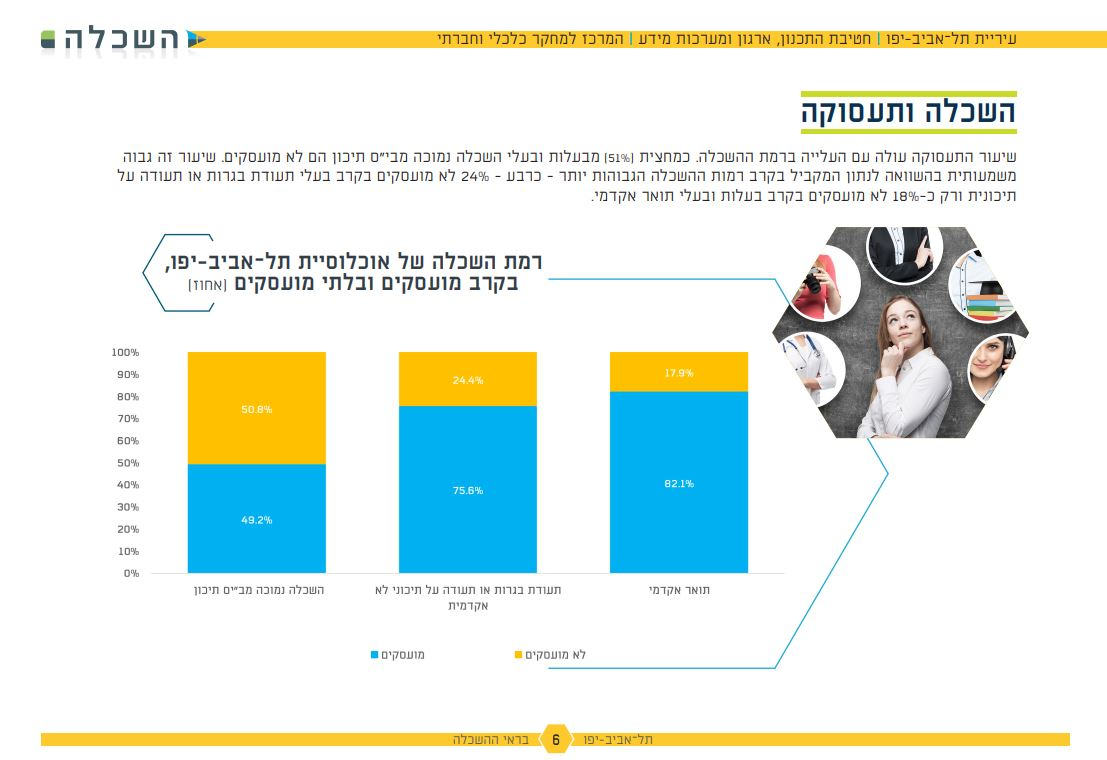 עיריית תל־אביב-יפו | חטיבת התכנון, ארגון ומערכות מידע | המרכז למחקר כלכלי וחברתי
השכלה
השכלה ותעסוקה
שיעור התעסוקה עולה עם העלייה ברמת ההשכלה. כמחצית (51%) מבעלות ובעלי השכלה נמוכה מבי״ס תיכון הם לא מועסקים. שיעור זה גבוה
משמעותית בהשוואה לנתון המקביל בקרב רמות ההשכלה הגבוהות יותר - כרבע - 24% לא מועסקים בקרב בעלי תעודת בגרות או תעודה על
תיכונית ורק כ-18% לא מועסקים בקרב בעלות ובעלי תואר אקדמי.
רמת השכלה של אוכלוסיית תל־אביב-יפו,
בקרב מועסקים ובלתי מועסקים (אחוז)
100%
90%
80%
70%
60%
50%
40%
30%
20%
10%
0%
50.8%
49.2%
24.4%
75.6%
17.9%
82.1%
השכלה נמוכה מבי״ס תיכון
תעודת בגרות או תעודה על תיכוני לא
אקדמית
תואר אקדמי
מועסקים
לא מועסקים
תל־אביב-יפו 6 בראי ההשכלה